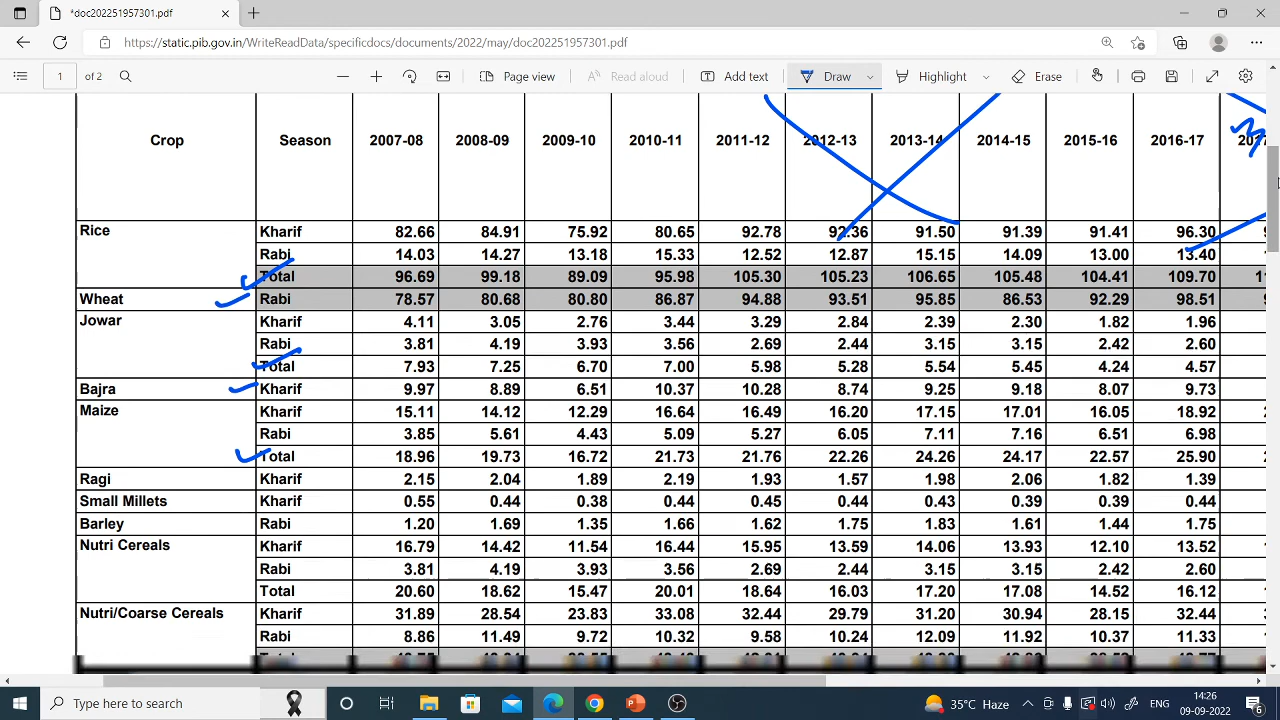 *doc202251957301.pdf
https://static.pib.gov.in/WriteReadData/specificdocs/documents/2022/may/doc202251957301.pdf
1 of 2 Page view Read aloud Add text Draw Highlight Erase
Crop Season 2007-08 2008-09 2009-10 2010-11 2011-12 2012-13 2013-14 2014-15 2015-16 2016-17
Rice Kharif 82.66 84.91 75.92 80.65 92.78 92.36 91.50 91.39 91.41 96.30
Rabi 14.03 14.27 13.18 15.33 12.52 12.87 15.15 14.09 13.00 13.40
Total 96.69 99.18 89.09 95.98 105.30 105.23 106.65 105.48 104.41 109.70
Wheat Rabi 78.57 80.68 80.80 86.87 94.88 93.51 95.85 86.53 92.29 98.51
Jowar Kharif 4.11 3.05 2.76 3.44 3.29 2.84 2.39 2.30 1.82 1.96
Rabi 3.81 4.19 3.93 3.56 2.69 2.44 3.15 3.15 2.42 2.60
Total 7.93 7.25 6.70 7.00 5.98 5.28 5.54 5.45 4.24 4.57
Bajra Kharif 9.97 8.89 6.51 10.37 10.28 8.74 9.25 9.18 8.07 9.73
Maize Kharif 15.11 14.12 12.29 16.64 16.49 16.20 17.15 17.01 16.05 18.92
Rabi 3.85 5.61 4.43 5.09 5.27 6.05 7.11 7.16 6.51 6.98
Total 18.96 19.73 16.72 21.73 21.76 22.26 24.26 24.17 22.57 25.90
Ragi Kharif 2.15 2.04 1.89 2.19 1.93 1.57 1.98 2.06 1.82 1.39
Small Millets Kharif 0.55 0.44 0.38 0.44 0.45 0.44 0.43 0.39 0.39 0.44
Barley Rabi 1.20 1.69 1.35 1.66 1.62 1.75 1.83 1.61 1.44 1.75
Nutri Cereals Kharif 16.79 14.42 11.54 16.44 15.95 13.59 14.06 13.93 12.10 13.52
Rabi 3.81 4.19 3.93 3.56 2.69 2.44 3.15 3.15 2.42 2.60
Total 20.60 18.62 15.47 20.01 18.64 16.03 17.20 17.08 14.52 16.12
Nutri/Coarse Cereals Kharif 31.89 28.54 23.83 33.08 32.44 29.79 31.20 30.94 28.15 32.44
Rabi 8.86 11.49 9.72 10.32 9.58 10.24 12.09 11.92 10.37 11.33
Type here to search 35°C Haze ENG 14:26
09-09-2022 6